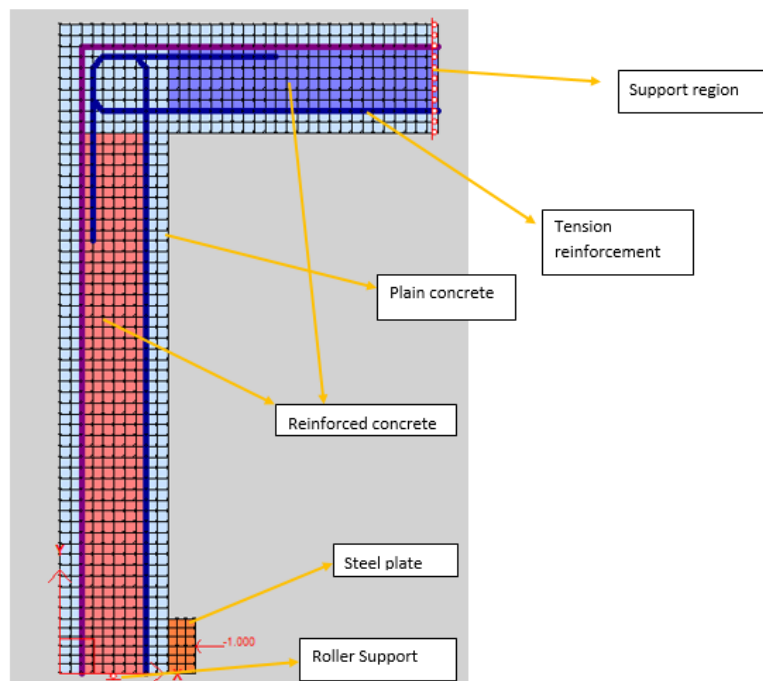 Support region
Tension
reinforcement
Plain concrete
Reinforced concrete
Steel plate
-1.000
Roller Support